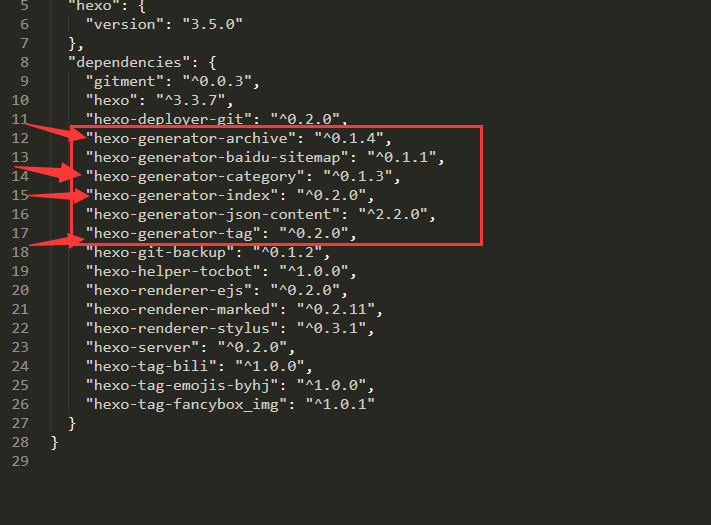 5 "hexo": {
6 "version": "3.5.0"
7 },
8 "dependencies": {
9 "gitment": "^0.0.3",
10 "hexo": "^3.3.7",
11 "hexo-deployer-git": "^0.2.0",
12 "hexo-generator-archive": "^0.1.4",
13 "hexo-generator-baidu-sitemap": "^0.1.1",
14 "hexo-generator-category": "^0.1.3",
15 "hexo-generator-index": "^0.2.0",
16 "hexo-generator-json-content": "^2.2.0",
17 "hexo-generator-tag": "^0.2.0",
18 "hexo-git-backup": "^0.1.2",
19 "hexo-helper-tocbot": "^1.0.0",
20 "hexo-renderer-ejs": "^0.2.0",
21 "hexo-renderer-marked": "^0.2.11",
22 "hexo-renderer-stylus": "^0.3.1",
23 "hexo-server": "^0.2.0",
24 "hexo-tag-bili": "^1.0.0",
25 "hexo-tag-emojis-byhj": "^1.0.0",
26 "hexo-tag-fancybox_img": "^1.0.1"
27 }
28 }
29